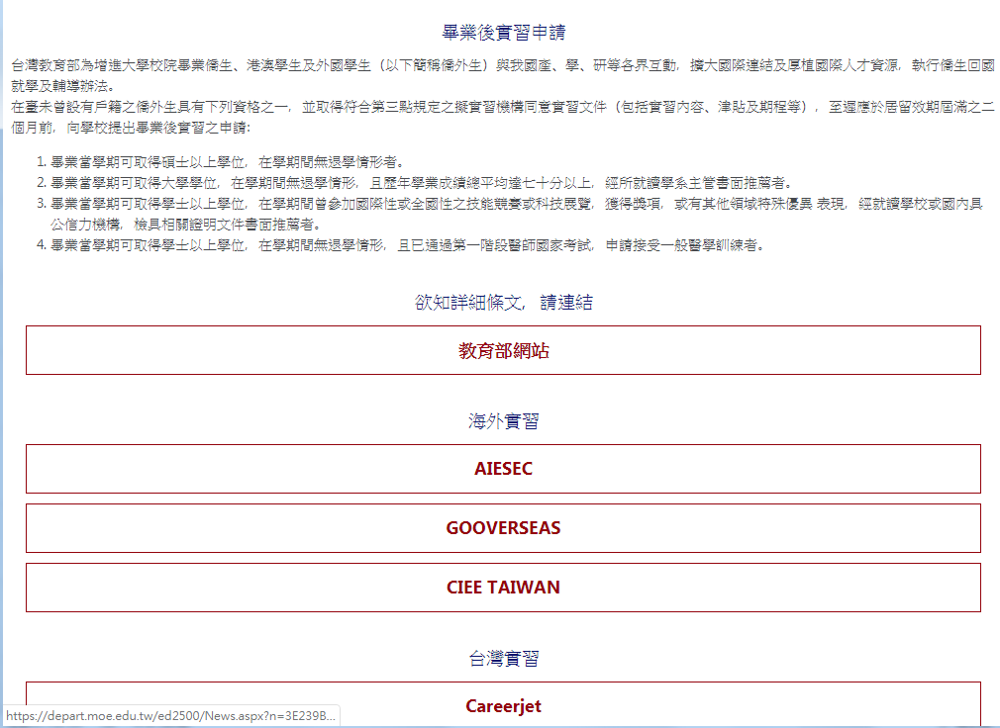 畢業後實習申請
台灣教育部為增進大學校院畢業僑生、港澳學生及外國學生（以下簡稱僑外生）與我國產、學、研等各界互動，擴大國際連結及厚植國際人才資源，執行僑生回國
就學及輔導辦法。
在臺未曾設有戶籍之僑外生具有下列資格之一，並取得符合第三點規定之擬實習機構同意實習文件（包括實習內容、津貼及期程等），至遲應於居留效期屆滿之二
個月前，向學校提出畢業後實習之申請:
1. 畢業當學期可取得碩士以上學位，在學期間無退學情形者。
2. 畢業當學期可取得大學學位，在學期間無退學情形，且歷年學業成績總平均達七十分以上，經所就讀學系主管書面推薦者。
3. 畢業當學期可取得學士以上學位，在學期間曾參加國際性或全國性之技能競賽或科技展覽，獲得獎項，或有其他領域特殊優異 表現，經就讀學校或國內具
公信力機構，檢具相關證明文件書面推薦者。
4. 畢業當學期可取得學士以上學位，在學期間無退學情形，且已通過第一階段醫師國家考試，申請接受一般醫學訓練者。
欲知詳細條文，請連結
教育部網站
海外實習
AIESEC
GOOVERSEAS
CIEE TAIWAN
台灣實習
Careerjet
https://depart.moe.edu.tw/ed2500/News.aspx?n=3E239B...